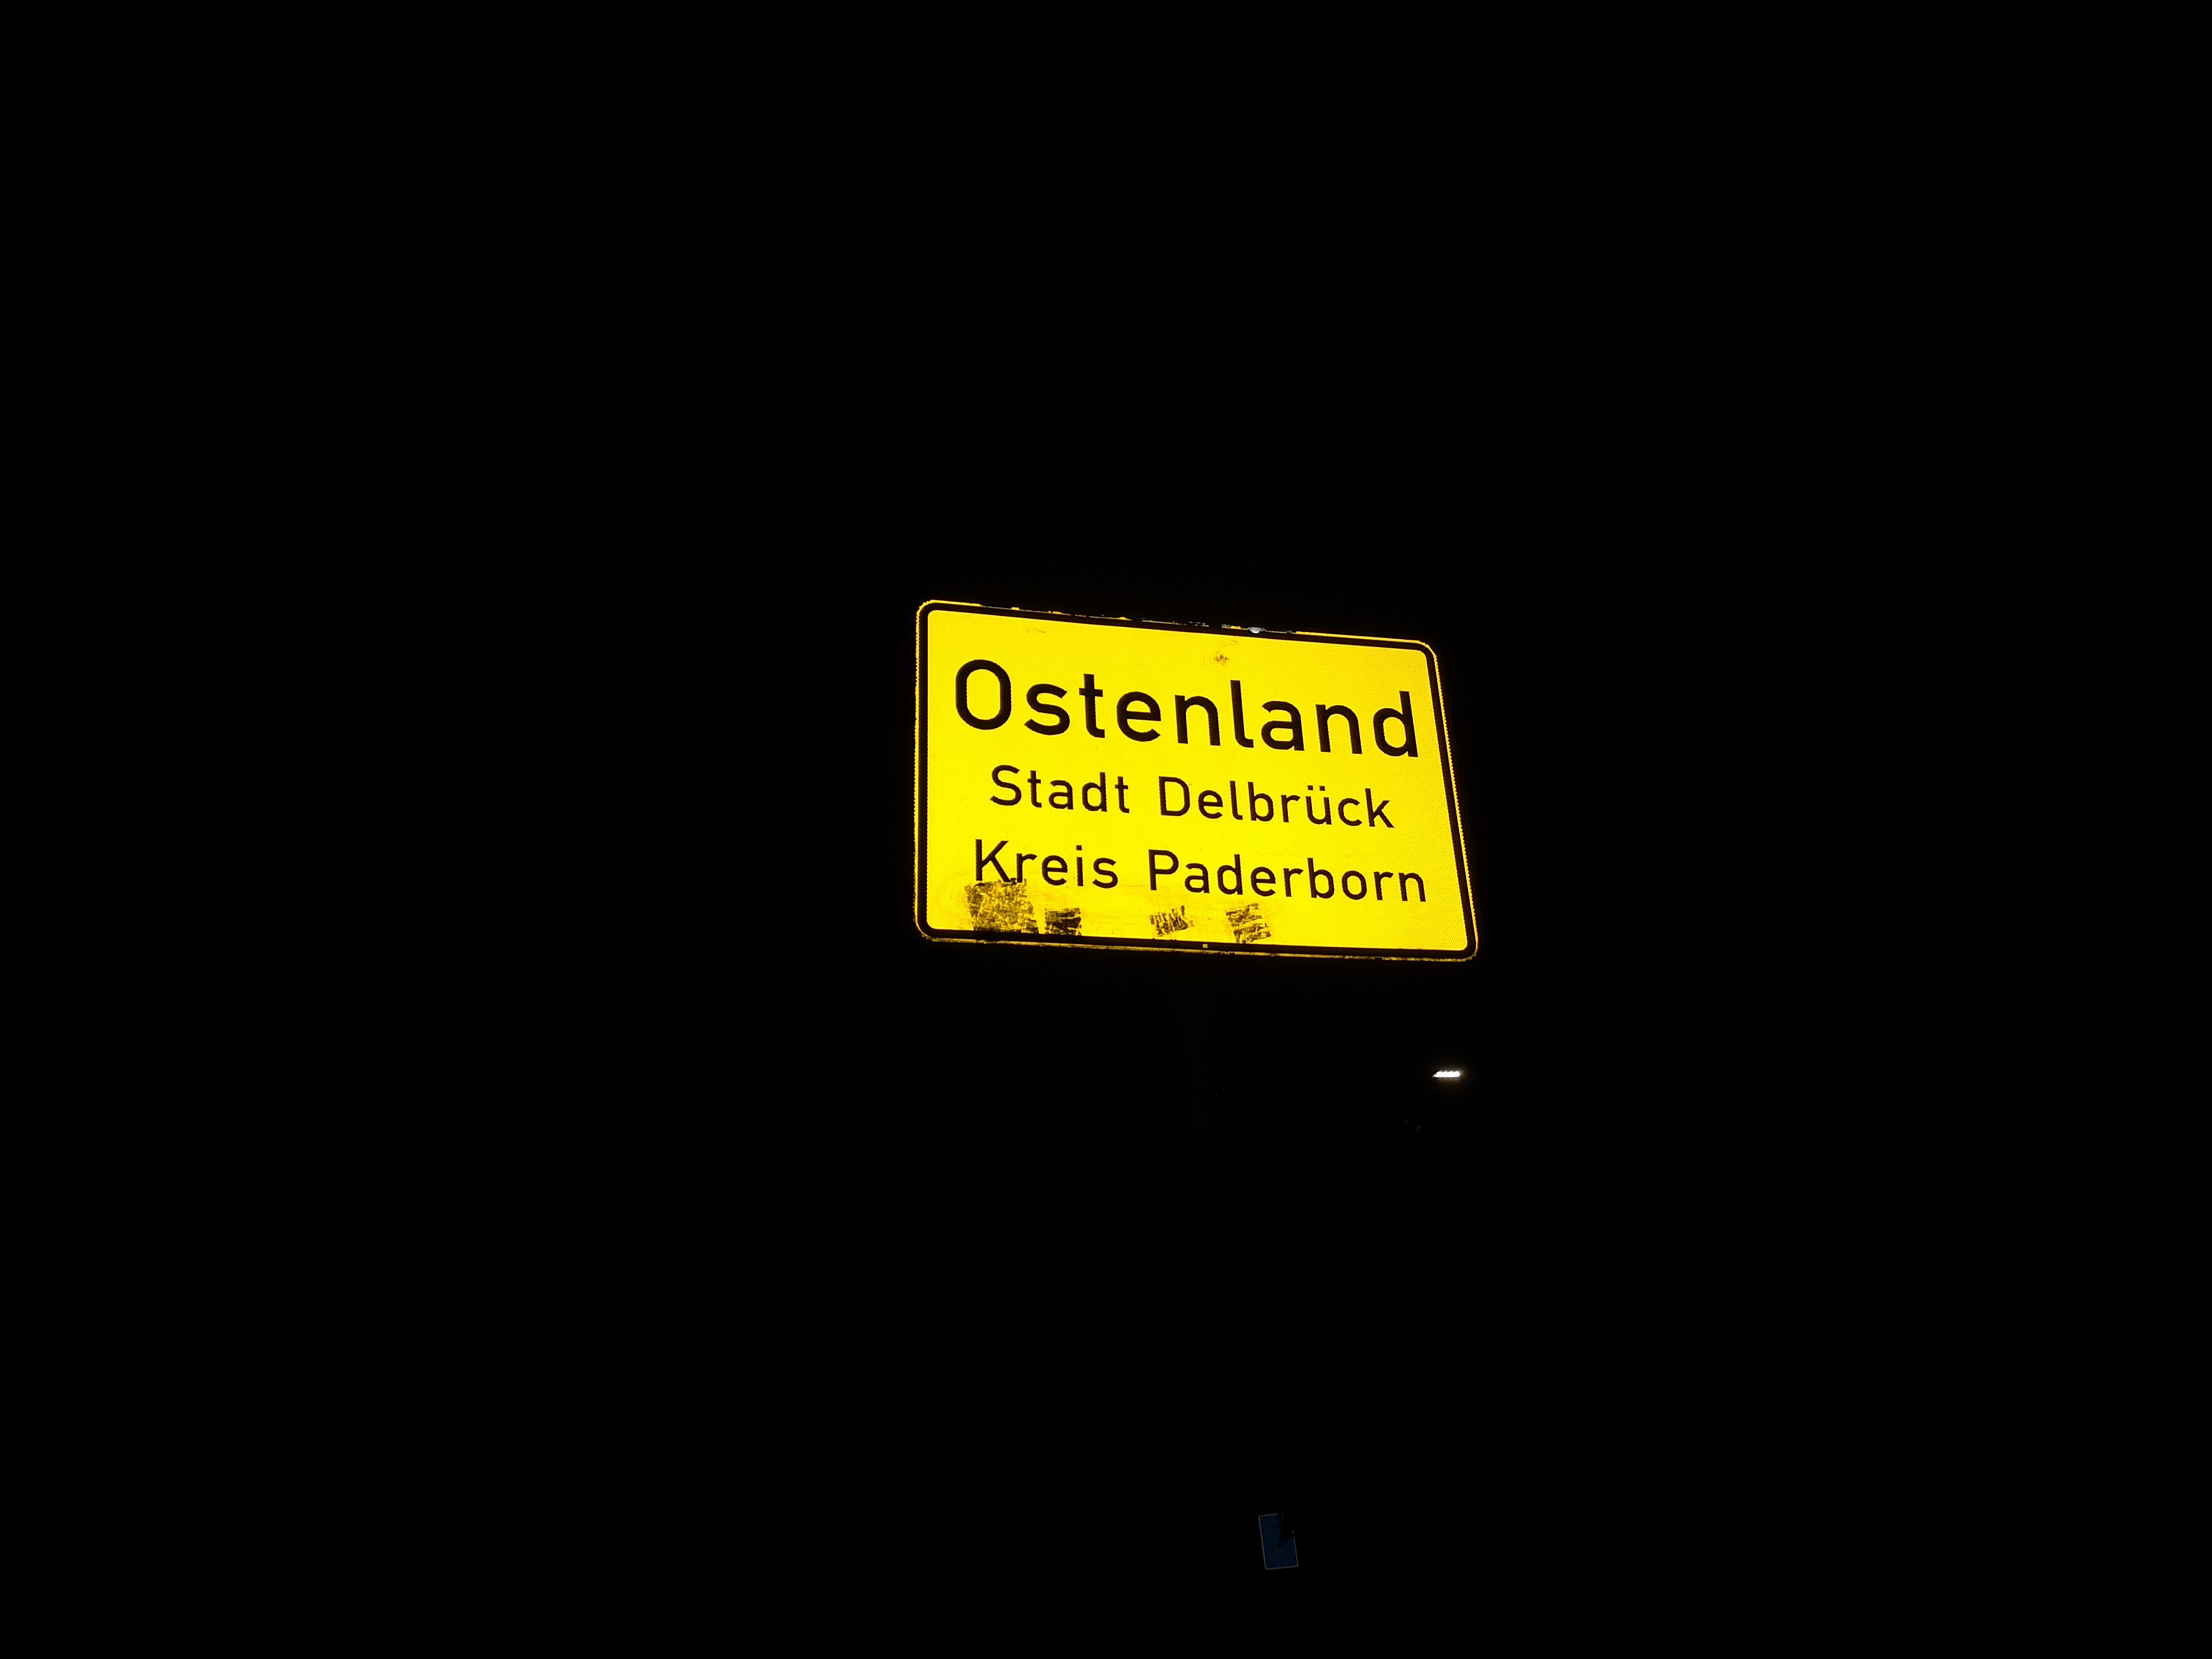 Ostenland
Stadt Delbrück
Kreis Paderborn